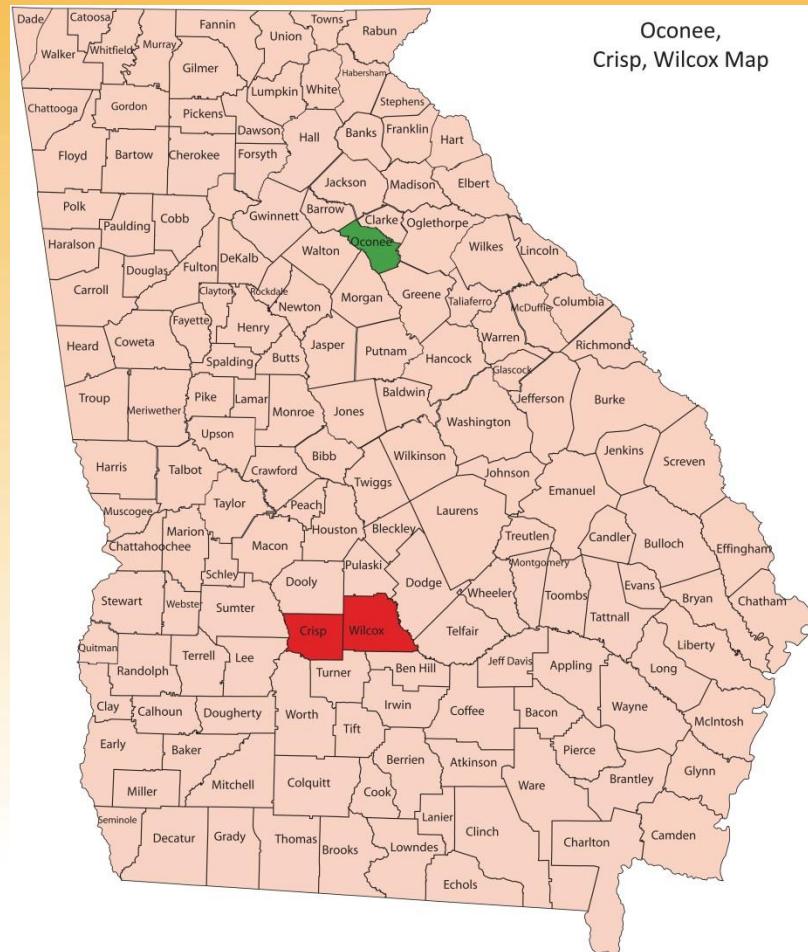 Oconee,
Crisp, Wilcox Map
Dade
Catoosa
Fannin
Towns
Rabun
Walker
Whitfield
Murray
Union
Gilmer
Habersham
Lumpkin
White
Chattooga
Gordon
Pickens
Stephens
Dawson
Banks
Franklin
Hart
Floyd
Bartow
Cherokee
Forsyth
Hall
Jackson
Madison
Elbert
Polk
Cobb
Gwinnett
Barrow
Clarke
Oglethorpe
Haralson
Paulding
Oconee
Wilkes
Lincoln
Douglas
Fulton
DeKalb
Walton
Carroll
Clayton
Rockdale
Newton
Morgan
Greene
Taliaferro
McDuffie
Columbia
Fayette
Henry
Heard
Coweta
Spalding
Butts
Jasper
Putnam
Hancock
Warren
Richmond
Glascock
Troup
Meriwether
Pike
Lamar
Monroe
Jones
Baldwin
Washington
Jefferson
Burke
Upson
Harris
Talbot
Crawford
Bibb
Wilkinson
Johnson
Jenkins
Screven
Twiggs
Emanuel
Muscogee
Taylor
Peach
Laurens
Chattahoochee
Marion
Macon
Houston
Bleckley
Treutlen
Candler
Bulloch
Effingham
Schley
Dooly
Pulaski
Dodge
Montgomery
Stewart
Webster
Sumter
Wheeler
Toombs
Evans
Bryan
Chatham
Tattnall
Crisp
Wilcox
Telfair
Quitman
Terrell
Lee
Liberty
Randolph
Turner
Ben Hill
Jeff Davis
Appling
Long
Clay
Calhoun
Dougherty
Worth
Irwin
Coffee
Bacon
Wayne
McIntosh
Early
Baker
Tift
Pierce
Berrien
Atkinson
Miller
Mitchell
Colquitt
Cook
Ware
Brantley
Glynn
Seminole
Lanier
Decatur
Grady
Thomas
Brooks
Lowndes
Clinch
Charlton
Camden
Echols